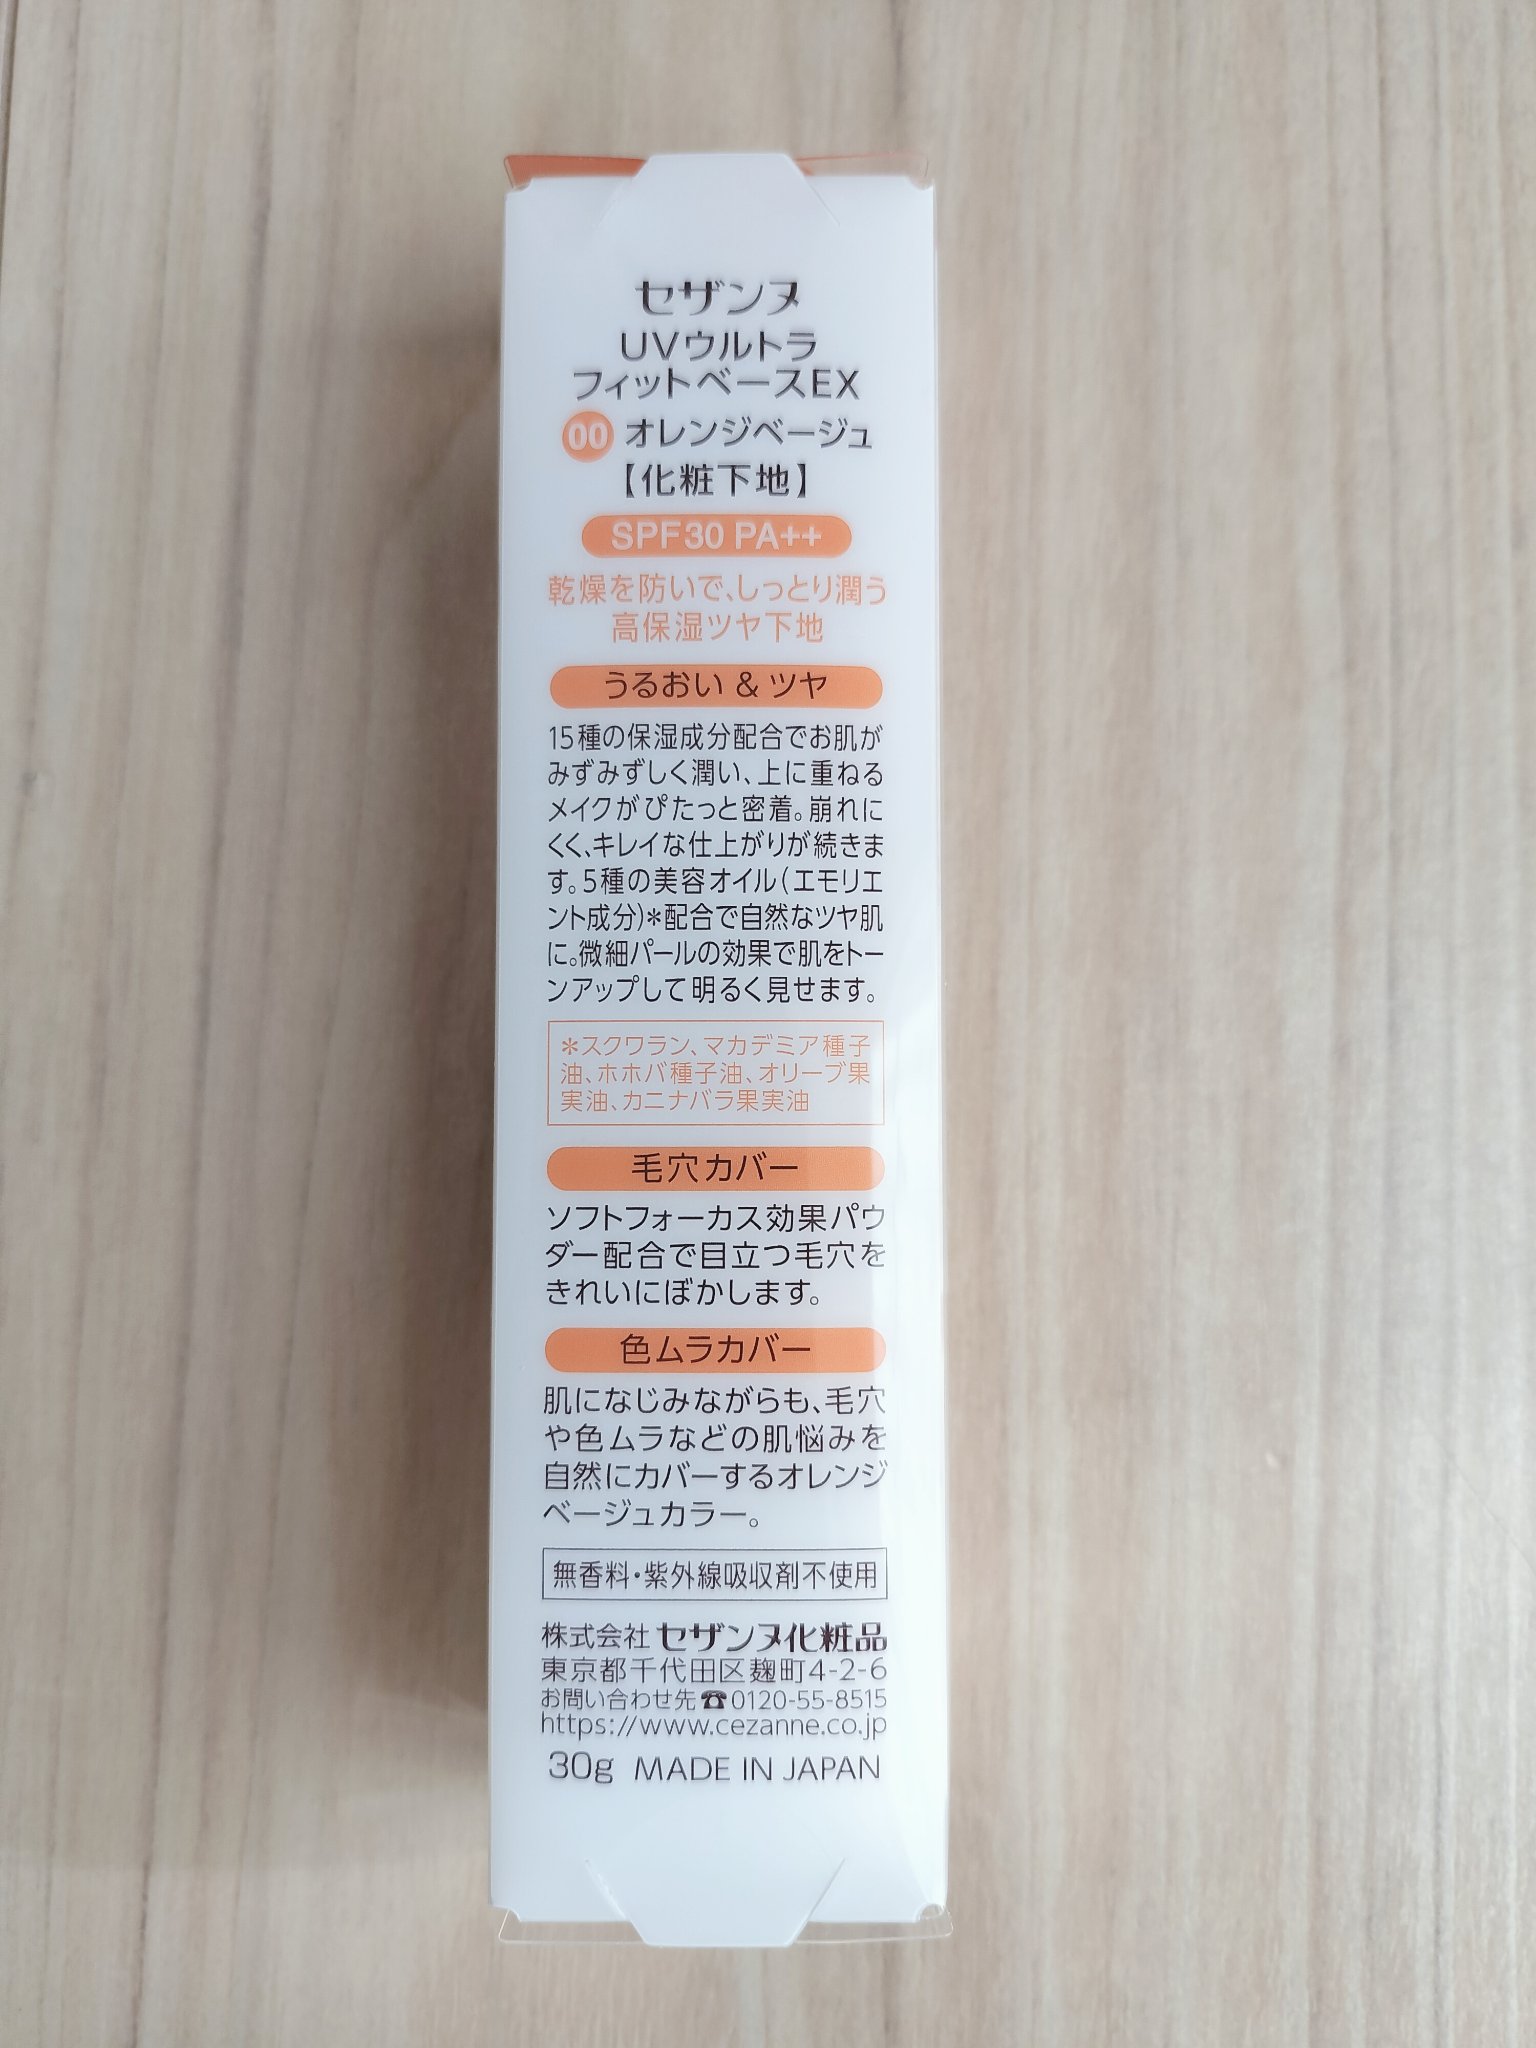 セザンヌ
UVウルトラ
フィットベースEX
00 オレンジベージュ
【化粧下地】
SPF30 PA++
乾燥を防いで、しっとり潤う
高保湿ツヤ下地
うるおい & ツヤ
15種の保湿成分配合でお肌が
みずみずしく潤い、上に重ねる
メイクがぴたっと密着。崩れに
くく、キレイな仕上がりが続きま
す。5種の美容オイル(エモリエ
ント成分)*配合で自然なツヤ肌
に。微細パールの効果で肌をトー
ンアップして明るく見せます。
*スクワラン、マカデミア種子
油、ホホバ種子油、オリーブ果
実油、カニナバラ果実油
毛穴カバー
ソフトフォーカス効果パウ
ダー配合で目立つ毛穴を
きれいにぼかします。
色ムラカバー
肌になじみながらも、毛穴
や色ムラなどの肌悩みを
自然にカバーするオレンジ
ベージュカラー。
無香料・紫外線吸収剤不使用
株式会社 セザンヌ化粧品
東京都千代田区麹町4-2-6
お問い合わせ先☎0120-55-8515
https://www.cezanne.co.jp
30g MADE IN JAPAN